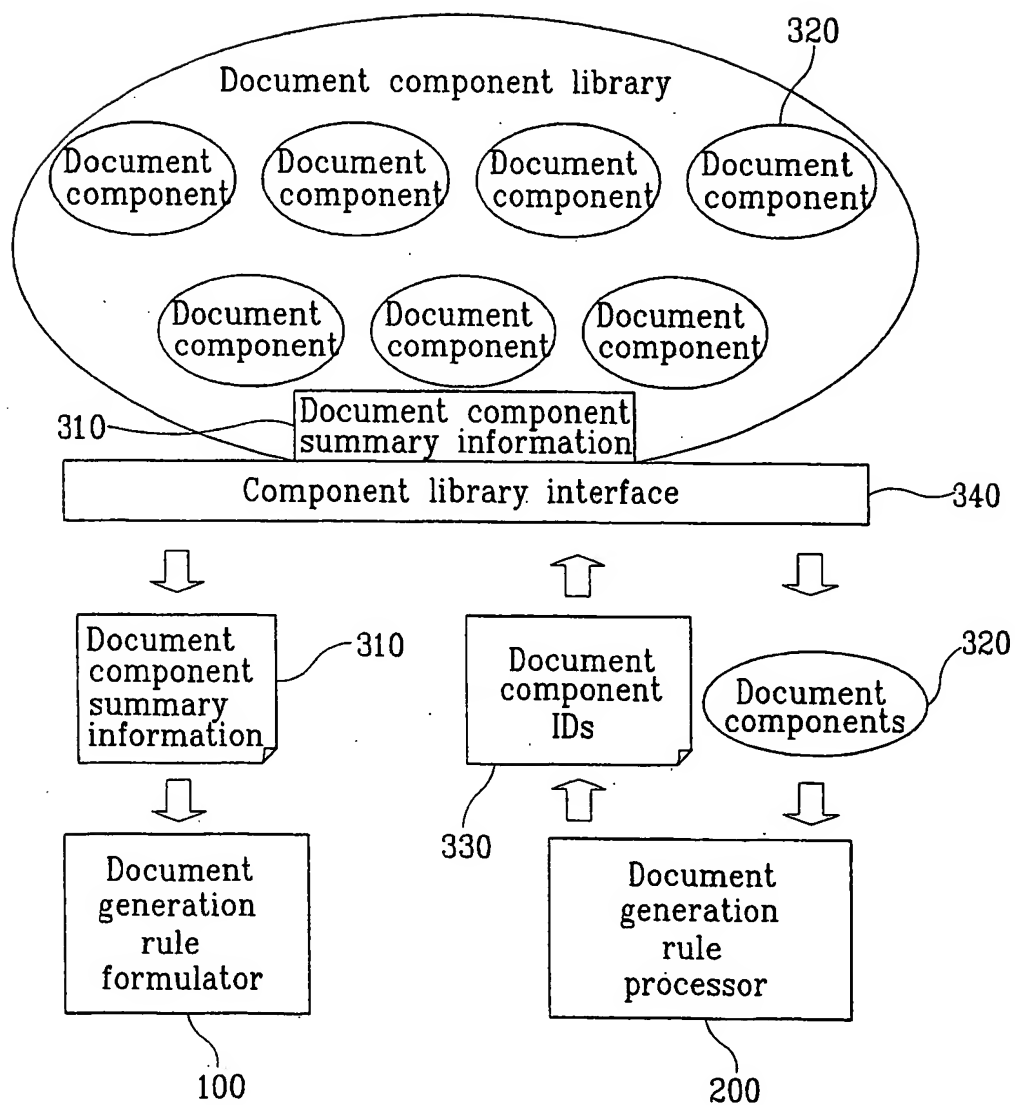 320
Document component library
Document component
Document component
Document component
Document component
Document component
Document component
Document component
310
Document component
summary information
Component library interface
340
Document
component
summary
information
310
Document
component
IDs
330
Document
components
320
Document
generation
rule
formulator
100
Document
generation
rule
processor
200